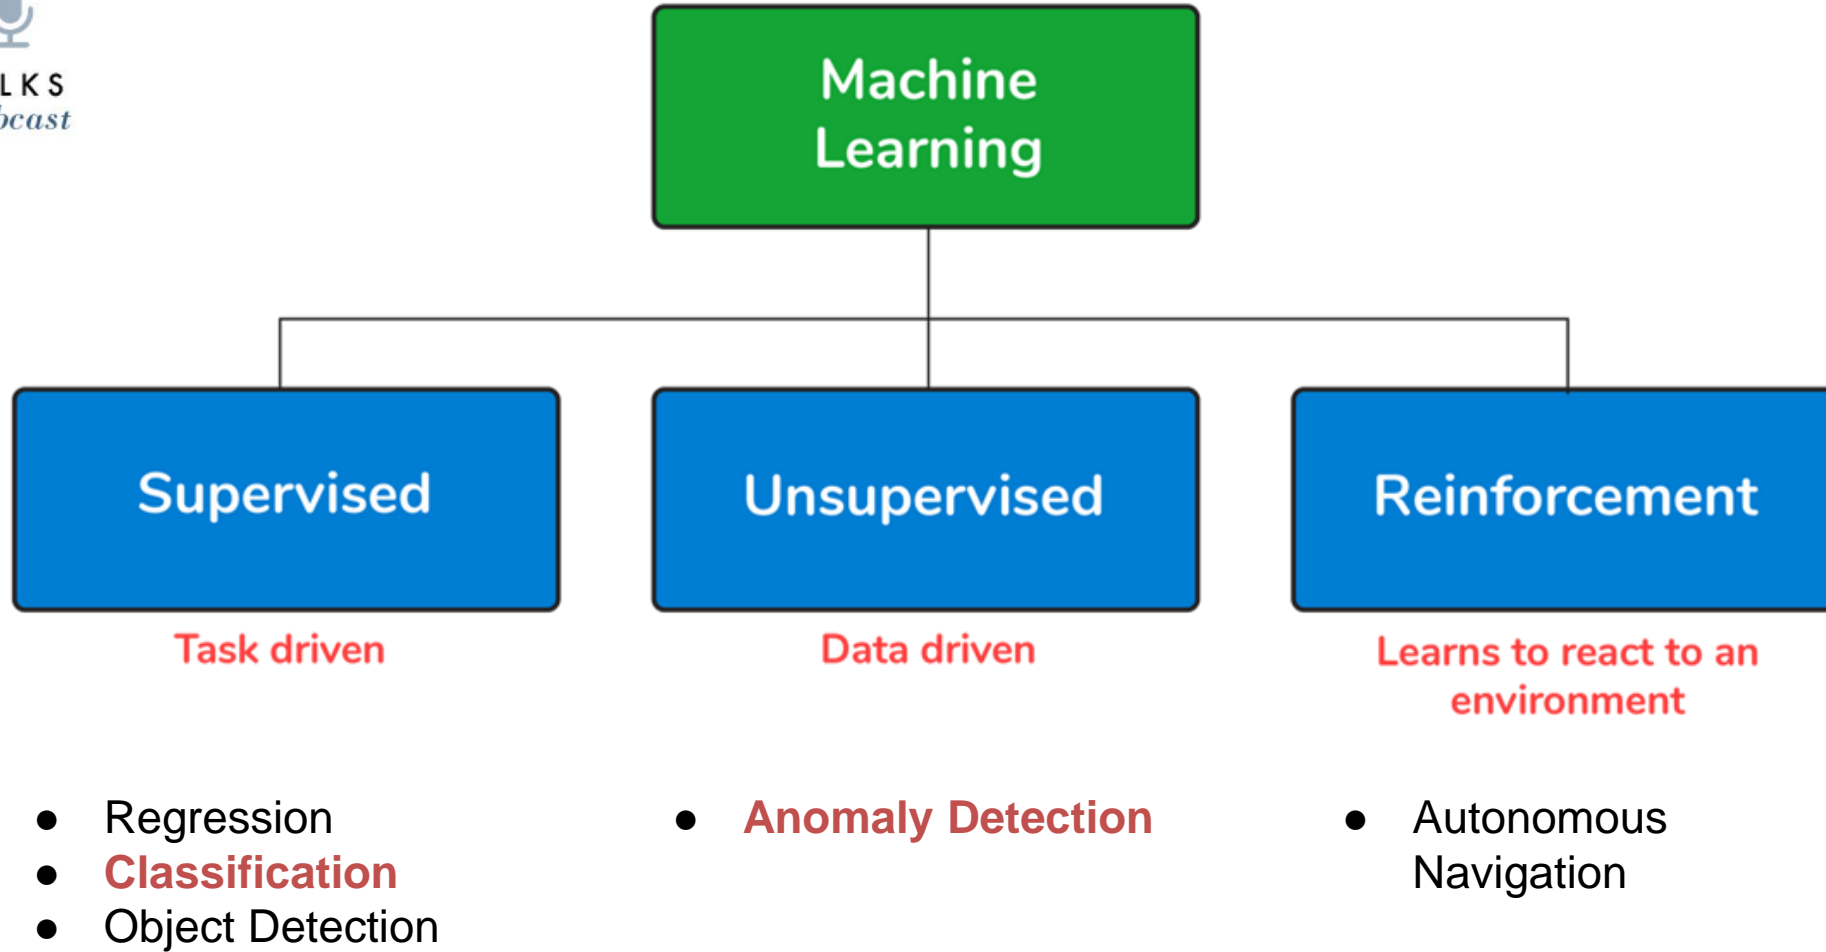 LKS
Machine
Learning
Supervised
Unsupervised
Reinforcement
Task driven
Data driven
Learns to react to an
environment
● Regression
● Classification
● Object Detection
● Anomaly Detection
● Autonomous
Navigation